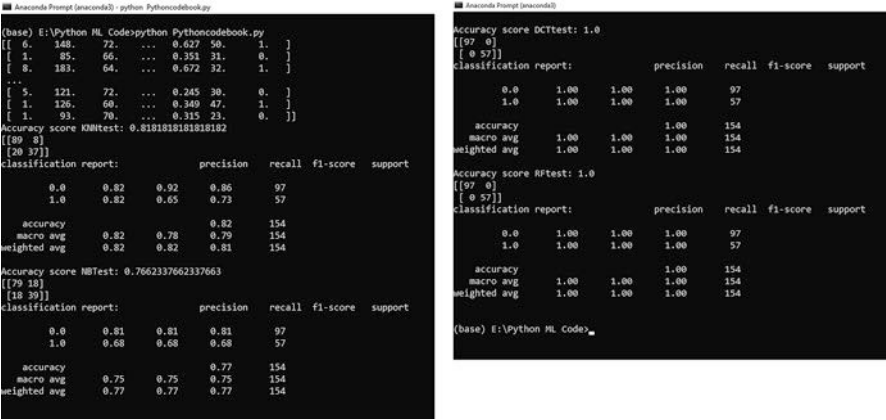 Anaconda Prompt (anaconda3) - python Pythoncodebook.py
(base) E:\Python ML Code>python Pythoncodebook.py
[[ 6. 148. 72. ... 0.627 50. 1. ]
[ 1. 85. 66. ... 0.351 31. 0. ]
[ 8. 183. 64. ... 0.672 32. 1. ]
...
[ 5. 121. 72. ... 0.245 30. 0. ]
[ 1. 126. 60. ... 0.349 47. 1. ]
[ 1. 93. 70. ... 0.315 23. 0. ]]
Accuracy score KNNtest: 0.8181818181818182
[[89 8]
[20 37]]
classification report: precision recall f1-score support
0.0 0.82 0.92 0.86 97
1.0 0.82 0.65 0.73 57
accuracy 0.82 154
macro avg 0.82 0.78 0.79 154
weighted avg 0.82 0.82 0.81 154
Accuracy score NBTest: 0.7662337662337663
[[79 18]
[18 39]]
classification report: precision recall f1-score support
0.0 0.81 0.81 0.81 97
1.0 0.68 0.68 0.68 57
accuracy 0.77 154
macro avg 0.75 0.75 0.75 154
weighted avg 0.77 0.77 0.77 154
Anaconda Prompt (anaconda3)
Accuracy score DCTtest: 1.0
[[97 0]
[ 0 57]]
classification report: precision recall f1-score support
0.0 1.00 1.00 1.00 97
1.0 1.00 1.00 1.00 57
accuracy 1.00 154
macro avg 1.00 1.00 1.00 154
weighted avg 1.00 1.00 1.00 154
Accuracy score RFtest: 1.0
[[97 0]
[ 0 57]]
classification report: precision recall f1-score support
0.0 1.00 1.00 1.00 97
1.0 1.00 1.00 1.00 57
accuracy 1.00 154
macro avg 1.00 1.00 1.00 154
weighted avg 1.00 1.00 1.00 154
(base) E:\Python ML Code>